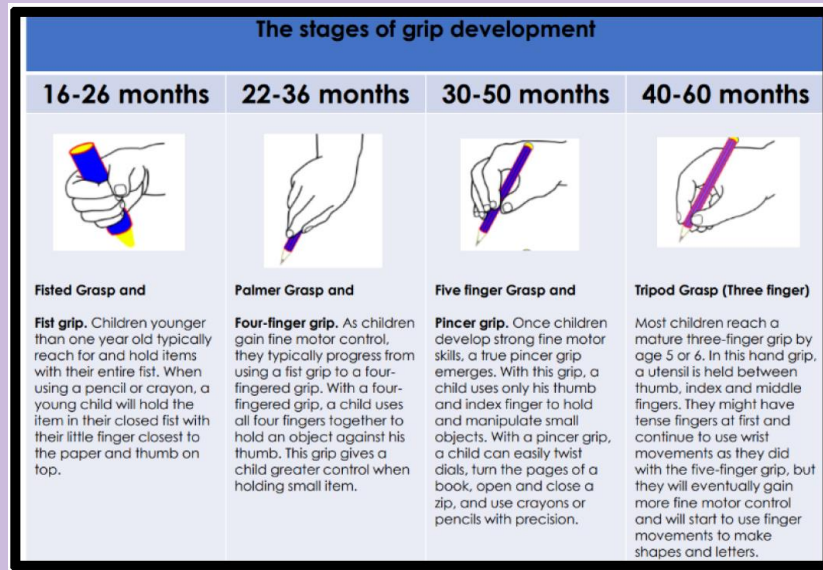 The stages of grip development
16-26 months
22-36 months
30-50 months
40-60 months
Fisted Grasp and
Fist grip. Children younger
than one year old typically
reach for and hold items
with their entire fist. When
using a pencil or crayon, a
young child will hold the
item in their closed fist with
their little finger closest to
the paper and thumb on
top.
Palmer Grasp and
Four-finger grip. As children
gain fine motor control,
they typically progress from
using a fist grip to a four-
fingered grip. With a four-
fingered grip, a child uses
all four fingers together to
hold an object against his
thumb. This grip gives a
child greater control when
holding small item.
Five finger Grasp and
Pincer grip. Once children
develop strong fine motor
skills, a true pincer grip
emerges. With this grip, a
child uses only his thumb
and index finger to hold
and manipulate small
objects. With a pincer grip,
a child can easily twist
dials, turn the pages of a
book, open and close a
zip, and use crayons or
pencils with precision.
Tripod Grasp (Three finger)
Most children reach a
mature three-finger grip by
age 5 or 6. In this hand grip,
a utensil is held between
thumb, index and middle
fingers. They might have
tense fingers at first and
continue to use wrist
movements as they did
with the five-finger grip, but
they will eventually gain
more fine motor control
and will start to use finger
movements to make
shapes and letters.